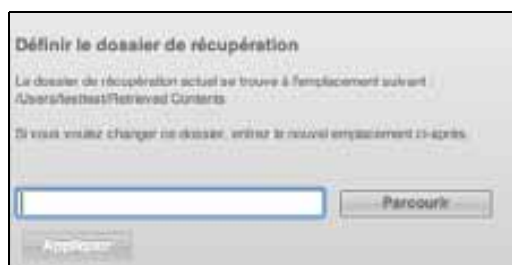 Définir le dossier de récupération
Le dossier de récupération actuel se trouve à l'emplacement suivant :
/Users/testtest/Retrieved Contents
Si vous voulez changer ce dossier, entrez le nouvel emplacement ci-après.
Parcourir
Appliquer